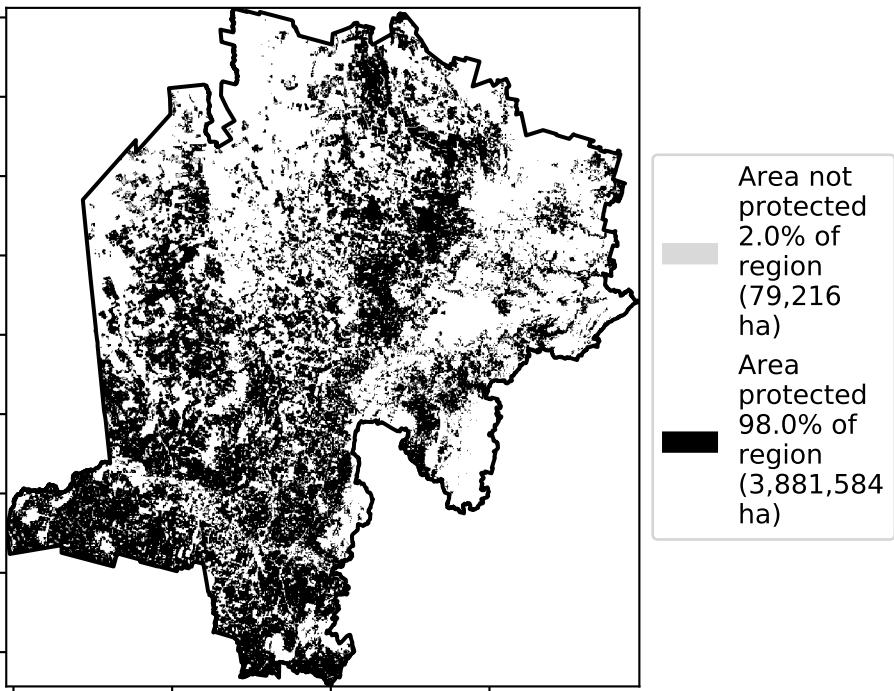 Area not
protected
2.0% of
region
(79,216
ha)
Area
protected
98.0% of
region
(3,881,584
ha)